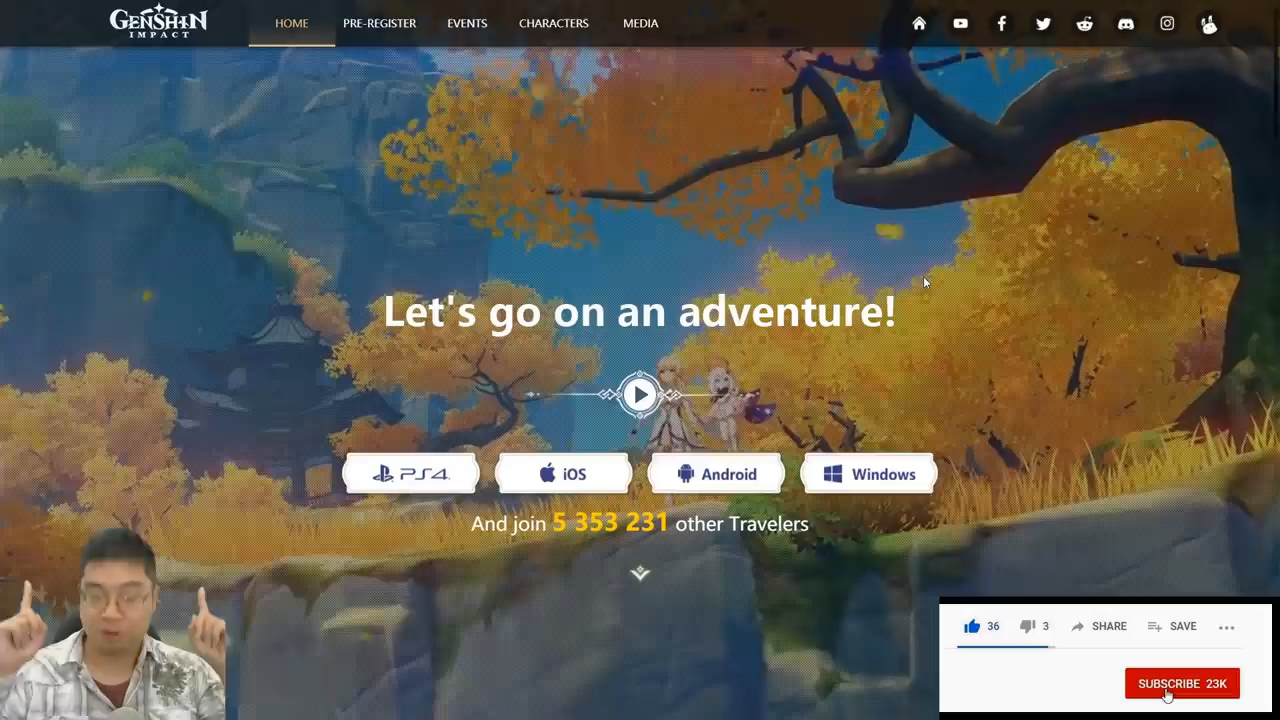 GENSHIN
IMPACT
HOME
PRE-REGISTER
EVENTS
CHARACTERS
MEDIA
Let's go on an adventure!
PS4
iOS
Android
Windows
And join 5 353 231 other Travelers
36
3
SHARE
SAVE
SUBSCRIBE 23K